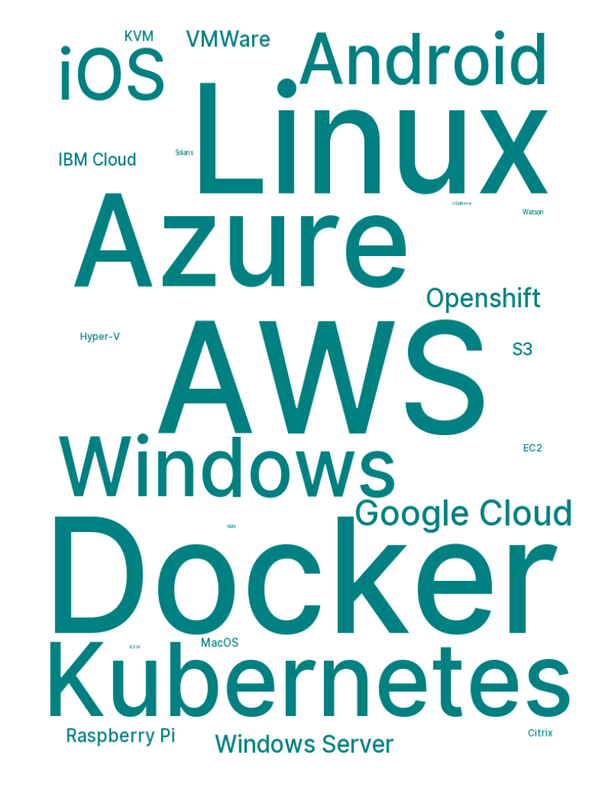 KVM
VMWare
Android
iOS
Linux
IBM Cloud
Solaris
vSphere
Watson
Azure
Openshift
Hyper-V
AWS
S3
Windows
EC2
Google Cloud
Docker
MacOS
Kubernetes
Raspberry Pi
Windows Server
Citrix